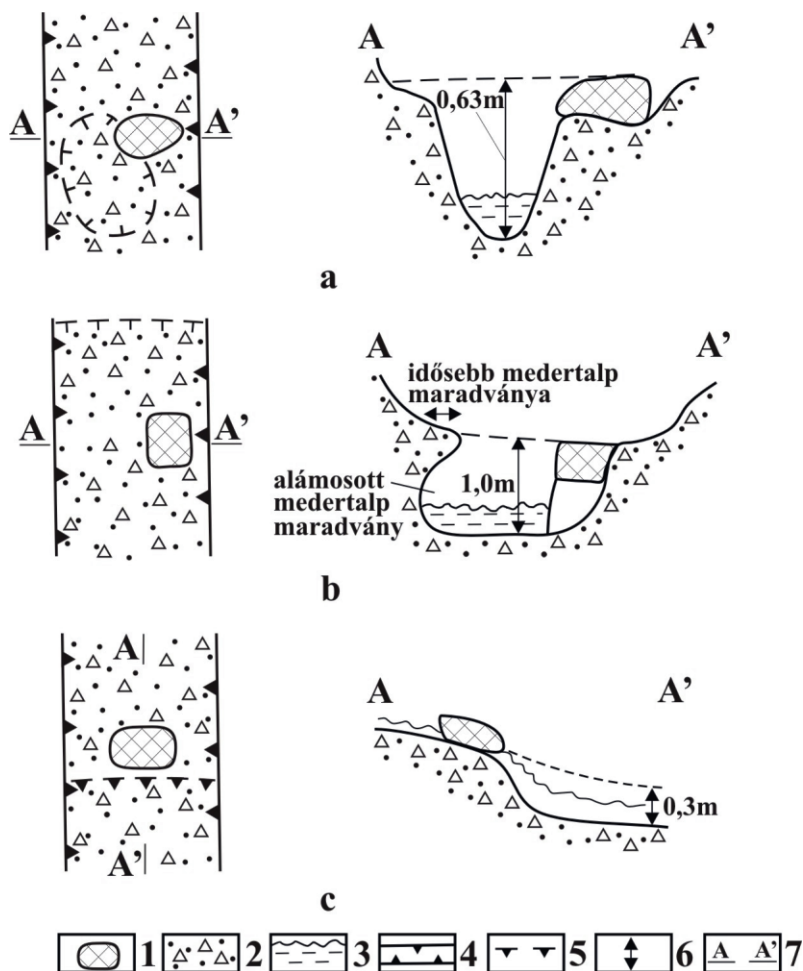 A A'
0,63m
A A'
a
A A'
idősebb medertalp
maradványa
A A'
alámosott
medertalp
maradvány
1,0m
b
A
A A'
0,3m
A'
c
1 2 3 4 5 6 A A' 7